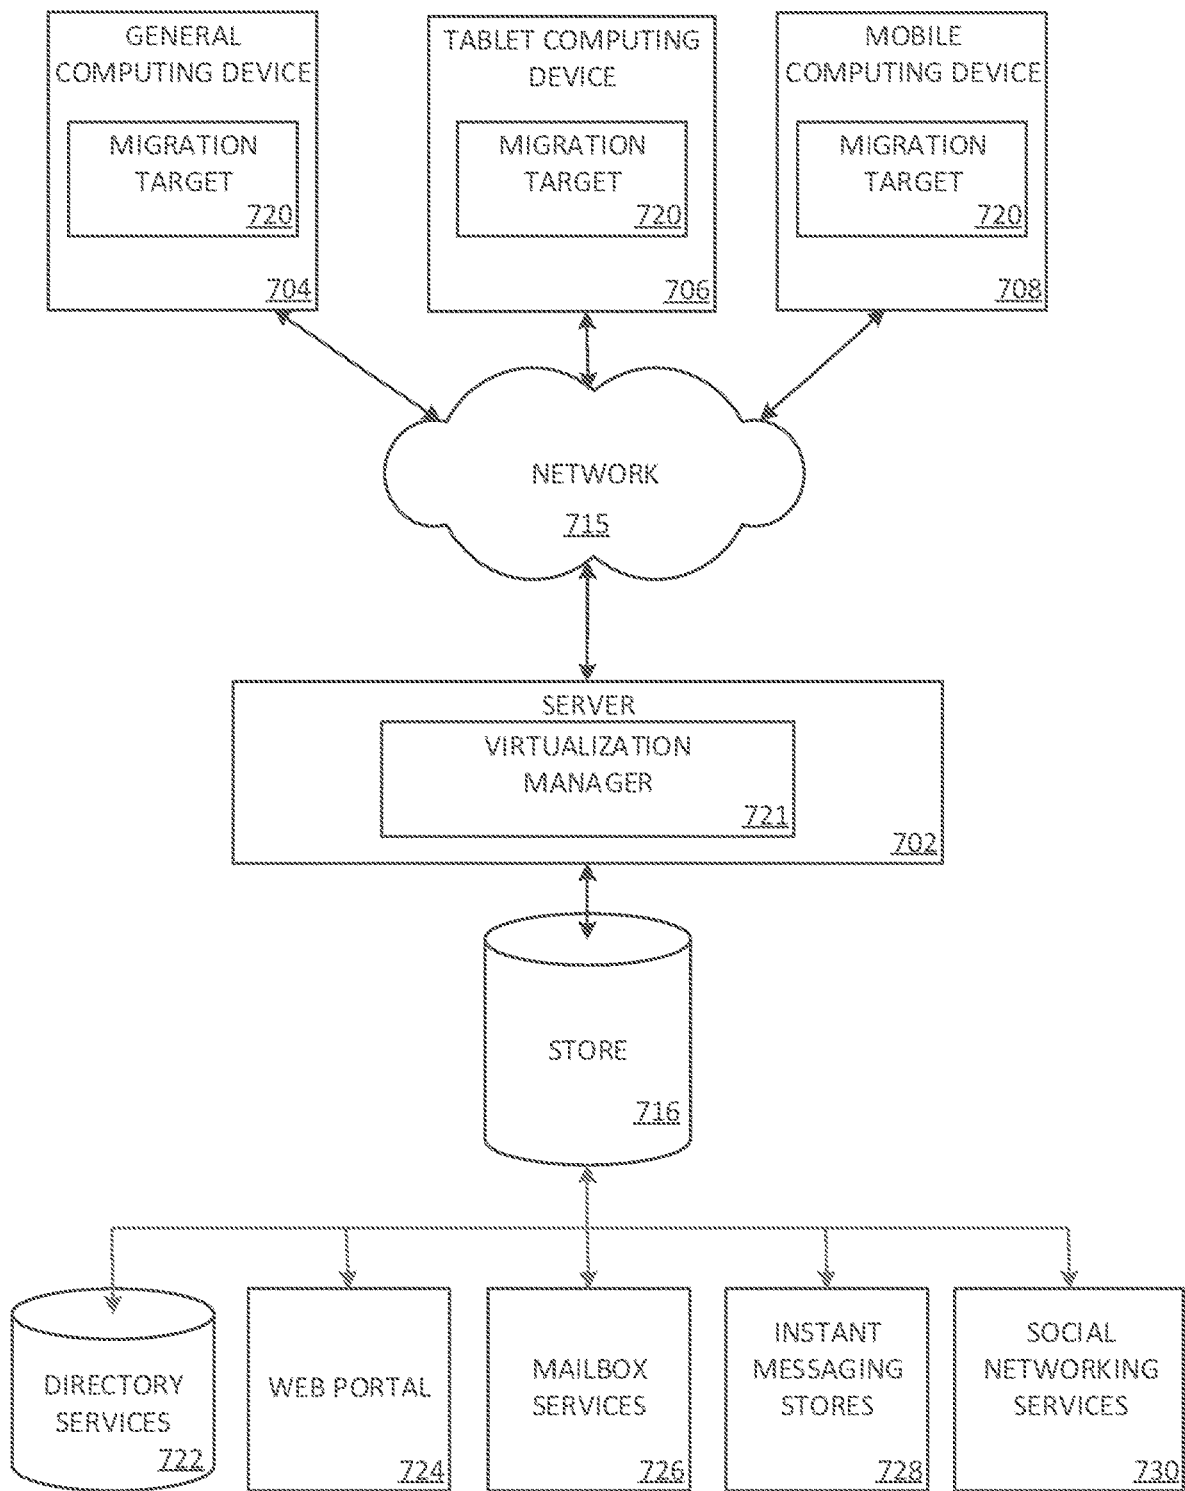 GENERAL
COMPUTING DEVICE
MIGRATION
TARGET
720
704
TABLET COMPUTING
DEVICE
MIGRATION
TARGET
720
706
MOBILE
COMPUTING DEVICE
MIGRATION
TARGET
720
708
NETWORK
715
SERVER
VIRTUALIZATION
MANAGER
721
702
STORE
716
DIRECTORY
SERVICES
722
WEB PORTAL
724
MAILBOX
SERVICES
726
INSTANT
MESSAGING
STORES
728
SOCIAL
NETWORKING
SERVICES
730